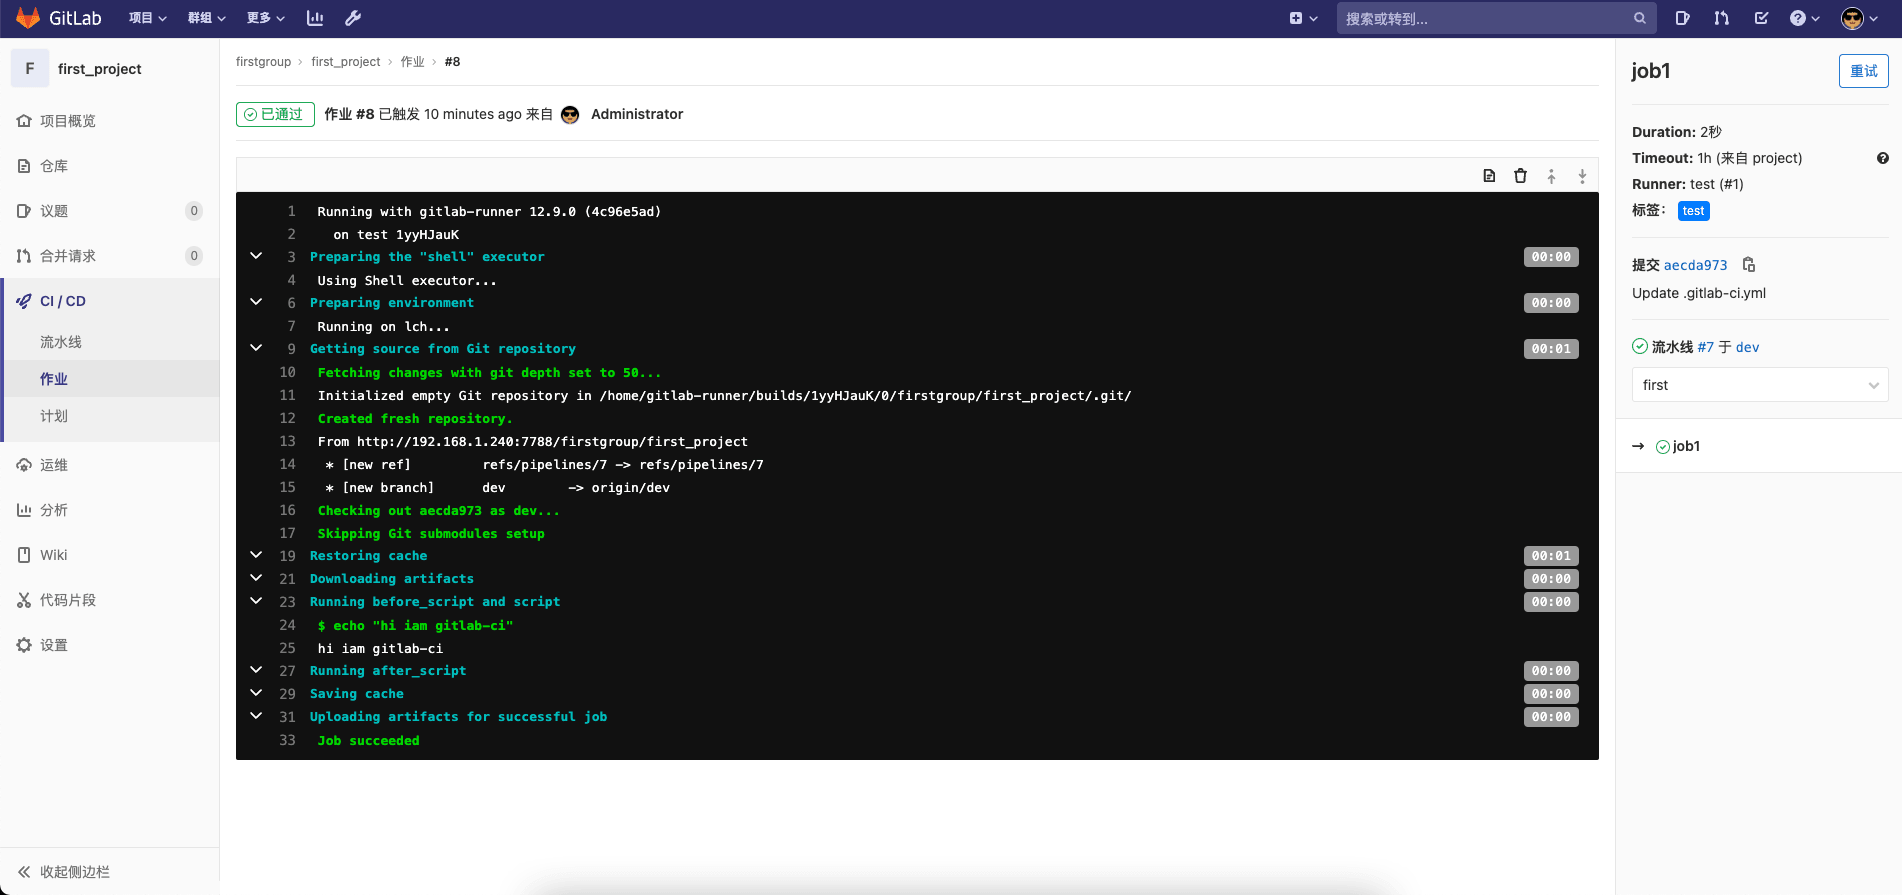 GitLab 项目 群组 更多 搜索或转到...
F first_project
项目概览
仓库
议题 0
合并请求 0
CI / CD
流水线
作业
计划
运维
分析
Wiki
代码片段
设置
收起侧边栏
firstgroup › first_project › 作业 › #8
已通过 作业 #8 已触发 10 minutes ago 来自 Administrator
1 Running with gitlab-runner 12.9.0 (4c96e5ad)
2 on test 1yyHJauK
3 Preparing the "shell" executor 00:00
4 Using Shell executor...
6 Preparing environment 00:00
7 Running on lch...
9 Getting source from Git repository 00:01
10 Fetching changes with git depth set to 50...
11 Initialized empty Git repository in /home/gitlab-runner/builds/1yyHJauK/0/firstgroup/first_project/.git/
12 Created fresh repository.
13 From http://192.168.1.240:7788/firstgroup/first_project
14 * [new ref] refs/pipelines/7 -> refs/pipelines/7
15 * [new branch] dev -> origin/dev
16 Checking out aecda973 as dev...
17 Skipping Git submodules setup
19 Restoring cache 00:01
21 Downloading artifacts 00:00
23 Running before_script and script 00:00
24 $ echo "hi iam gitlab-ci"
25 hi iam gitlab-ci
27 Running after_script 00:00
29 Saving cache 00:00
31 Uploading artifacts for successful job 00:00
33 Job succeeded
job1 重试
Duration: 2秒
Timeout: 1h (来自 project)
Runner: test (#1)
标签: test
提交 aecda973
Update .gitlab-ci.yml
流水线 #7 于 dev
first
→ job1